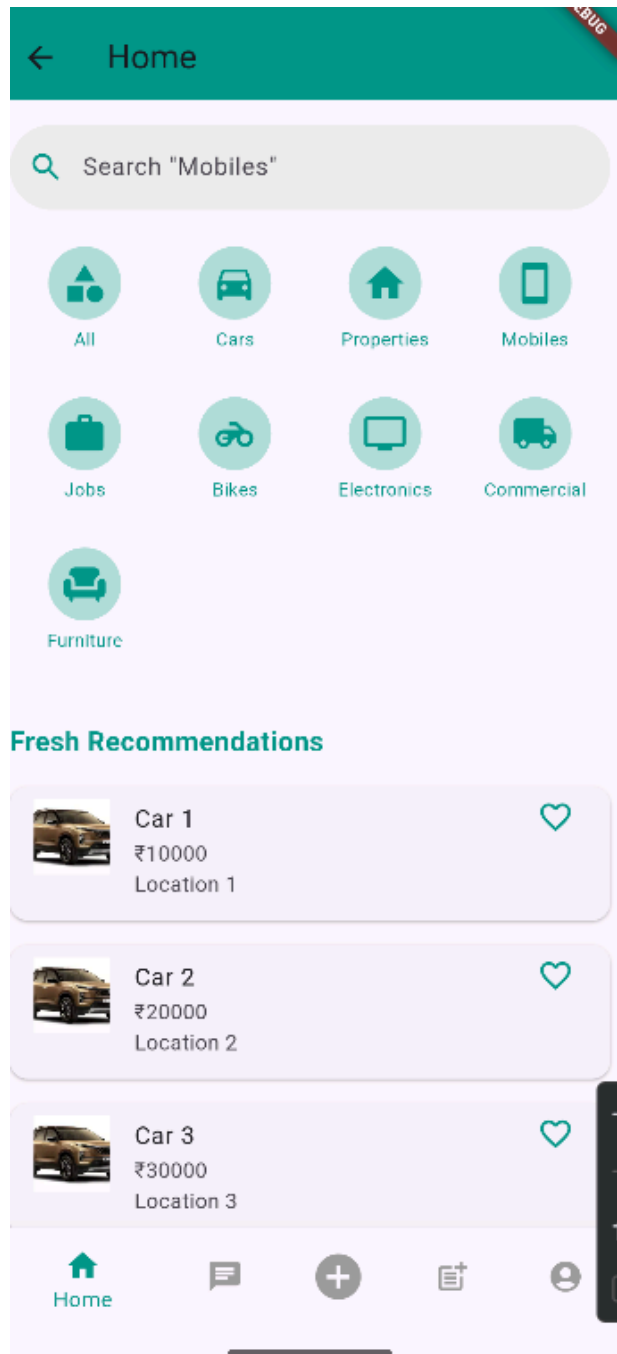 Home
Search "Mobiles"
All Cars Properties Mobiles
Jobs Bikes Electronics Commercial
Furniture
Fresh Recommendations
Car 1
₹10000
Location 1
Car 2
₹20000
Location 2
Car 3
₹30000
Location 3
Home